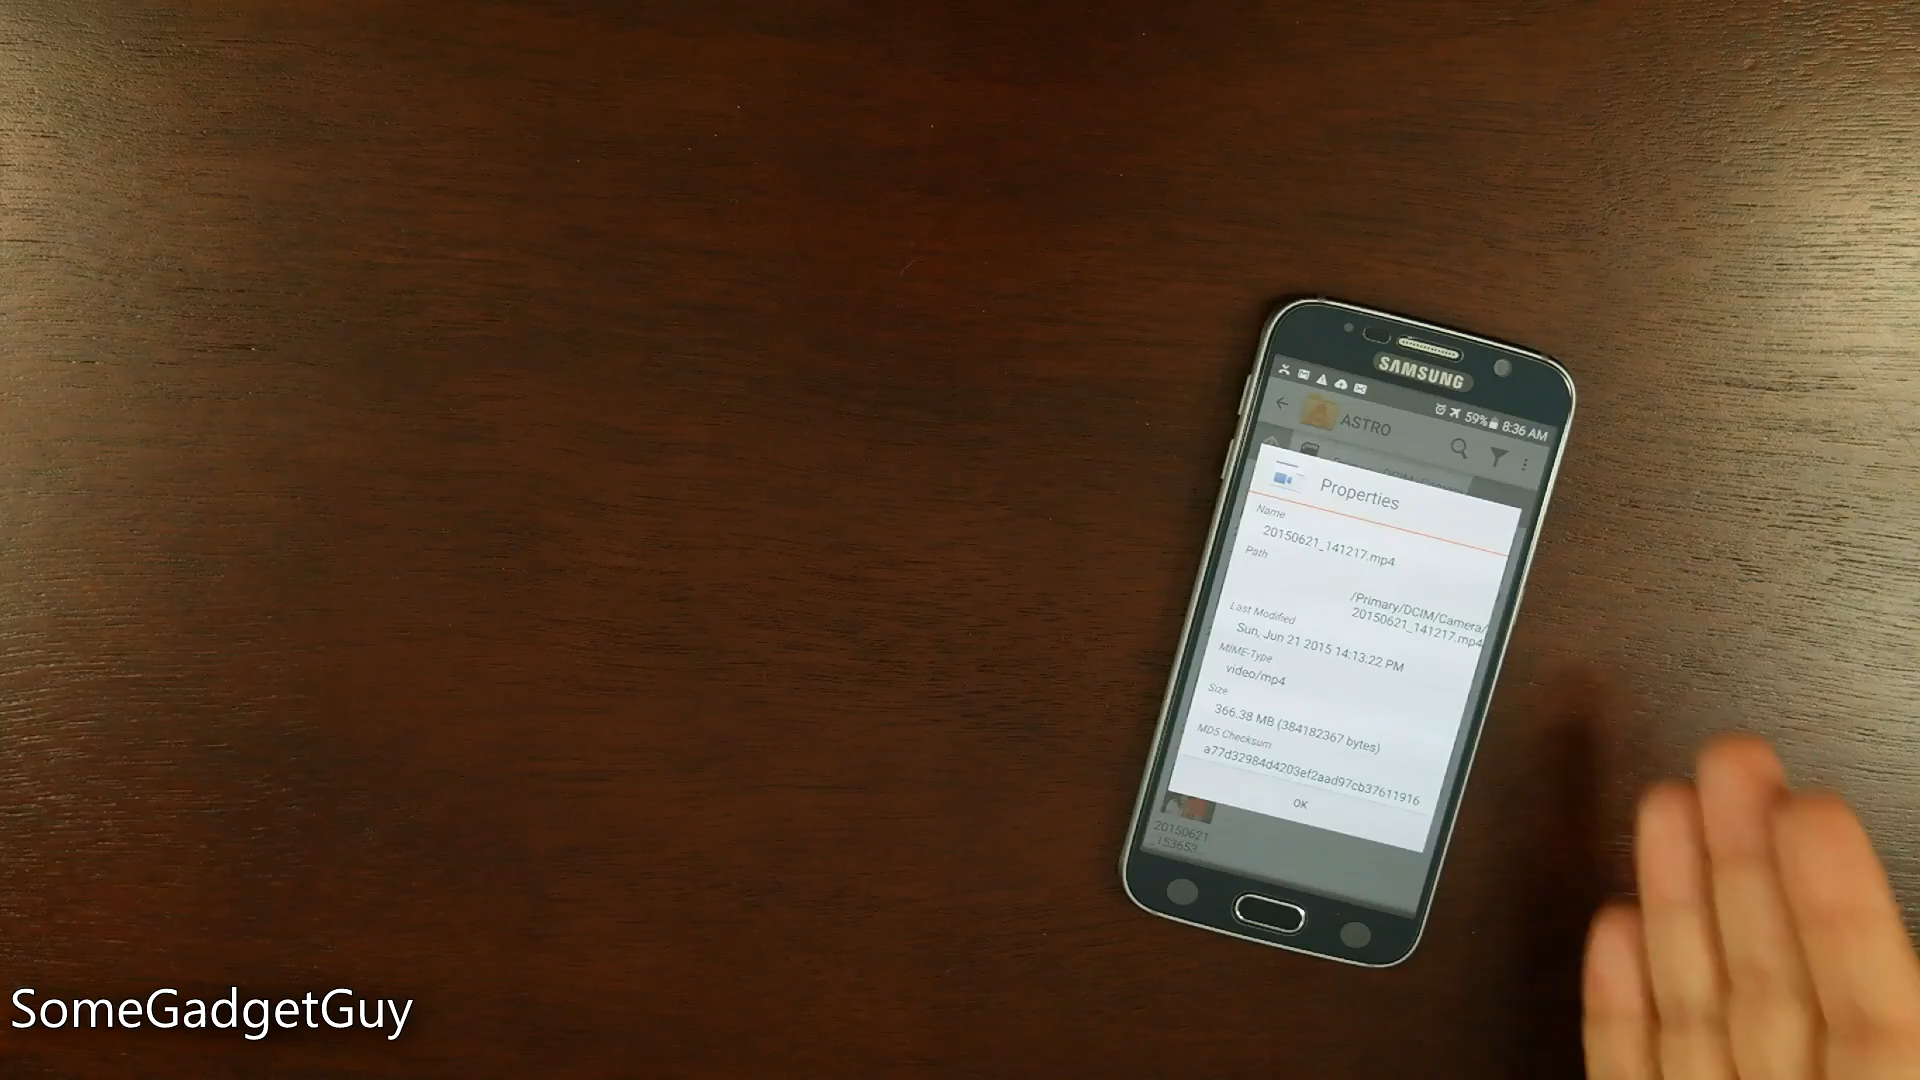 SAMSUNG
59% 8:36 AM
ASTRO
Properties
Name
20150621_141217.mp4
Path
/Primary/DCIM/Camera/
20150621_141217.mp4
Last Modified
Sun, Jun 21 2015 14:13:22 PM
MIME-Type
video/mp4
Size
366.38 MB (384182367 bytes)
MD5 Checksum
a77d32984d4203ef2aad97cb37611916
OK
20150621
_153653
SomeGadgetGuy